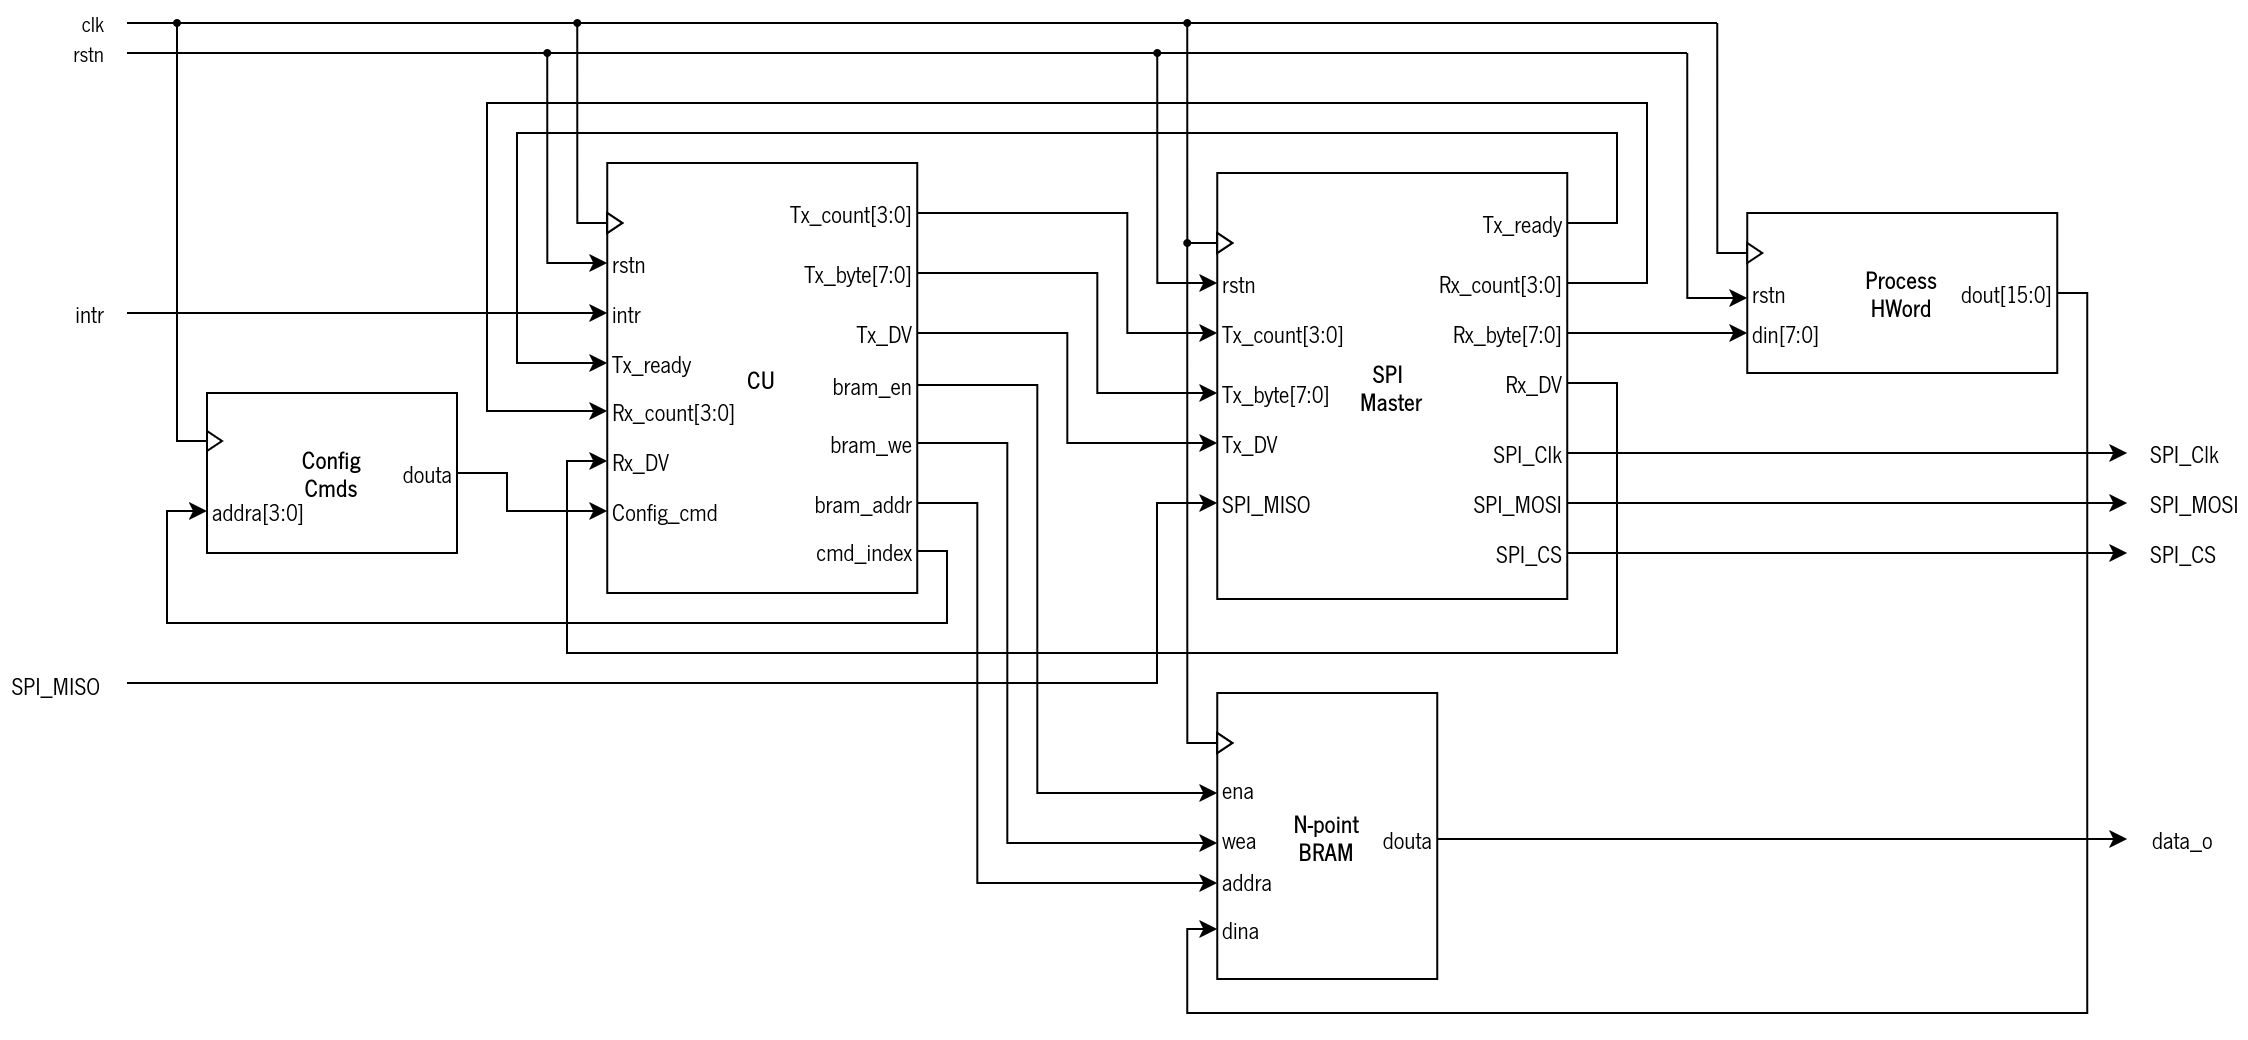 clk
rstn
intr
SPI_MISO
Config
Cmds
addra[3:0]
douta
rstn
intr
Tx_ready
Rx_count[3:0]
Rx_DV
Config_cmd
CU
Tx_count[3:0]
Tx_byte[7:0]
Tx_DV
bram_en
bram_we
bram_addr
cmd_index
rstn
Tx_count[3:0]
Tx_byte[7:0]
Tx_DV
SPI_MISO
SPI
Master
Tx_ready
Rx_count[3:0]
Rx_byte[7:0]
Rx_DV
SPI_Clk
SPI_MOSI
SPI_CS
rstn
din[7:0]
Process
HWord
dout[15:0]
ena
wea
addra
dina
N-point
BRAM
douta
SPI_Clk
SPI_MOSI
SPI_CS
data_o